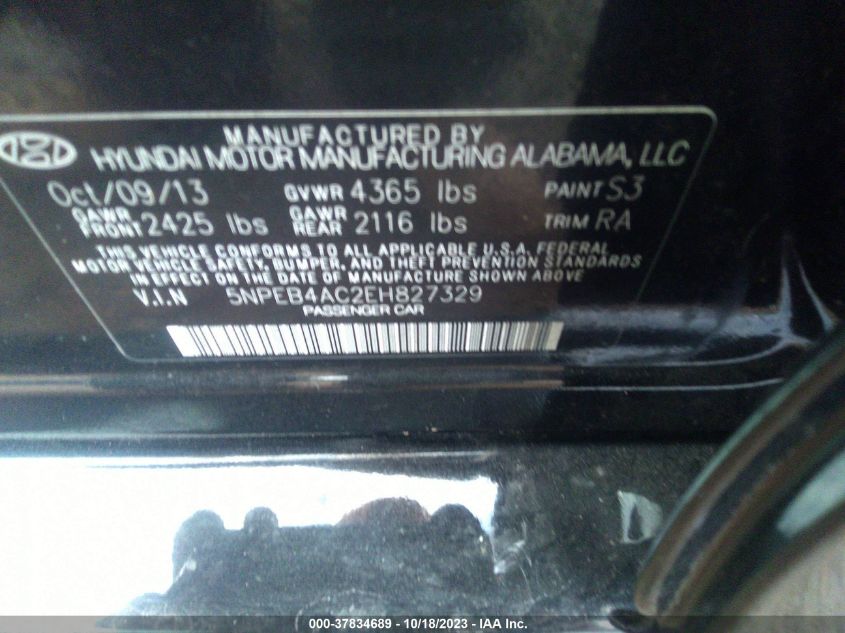 MANUFACTURED BY
HYUNDAI MOTOR MANUFACTURING ALABAMA, LLC
Oct/09/13 GVWR 4365 lbs PAINT S3
GAWR FRONT 2425 lbs GAWR REAR 2116 lbs TRIM RA
THIS VEHICLE CONFORMS TO ALL APPLICABLE U.S.A. FEDERAL
MOTOR VEHICLE SAFETY, BUMPER, AND THEFT PREVENTION STANDARDS
IN EFFECT ON THE DATE OF MANUFACTURE SHOWN ABOVE
V.I.N 5NPEB4AC2EH827329
PASSENGER CAR
000-37834689 - 10/18/2023 - IAA Inc.